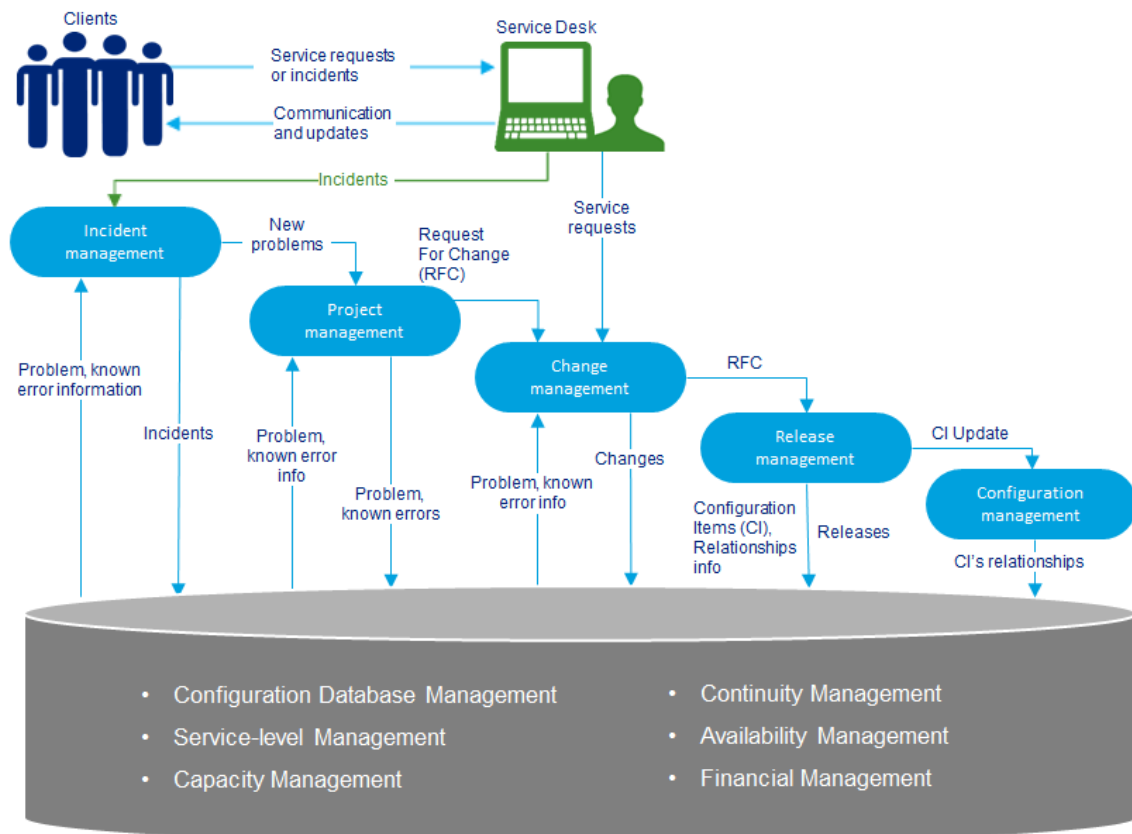 Clients
Service Desk
Service requests
or incidents
Communication
and updates
Incidents
Incident
management
New
problems
Request
For Change
(RFC)
Service
requests
Project
management
Problem, known
error information
Change
management
RFC
Incidents
Problem,
known error
info
Problem,
known errors
Problem, known
error info
Changes
Release
management
CI Update
Configuration
management
Configuration
Items (CI),
Relationships
info
Releases
CI's relationships
• Configuration Database Management
• Service-level Management
• Capacity Management
• Continuity Management
• Availability Management
• Financial Management